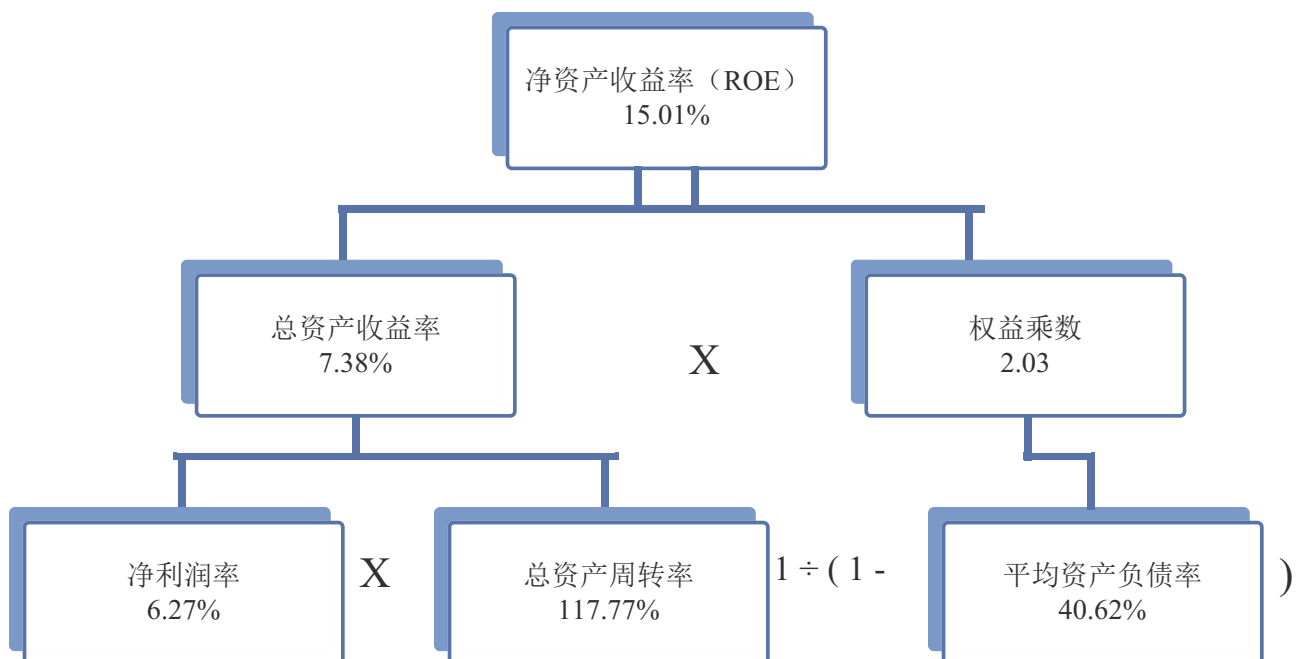 净资产收益率（ROE）
15.01%
总资产收益率
7.38%
X
权益乘数
2.03
净利润率
6.27%
X
总资产周转率
117.77%
1 ÷ ( 1 -
平均资产负债率
40.62%
)